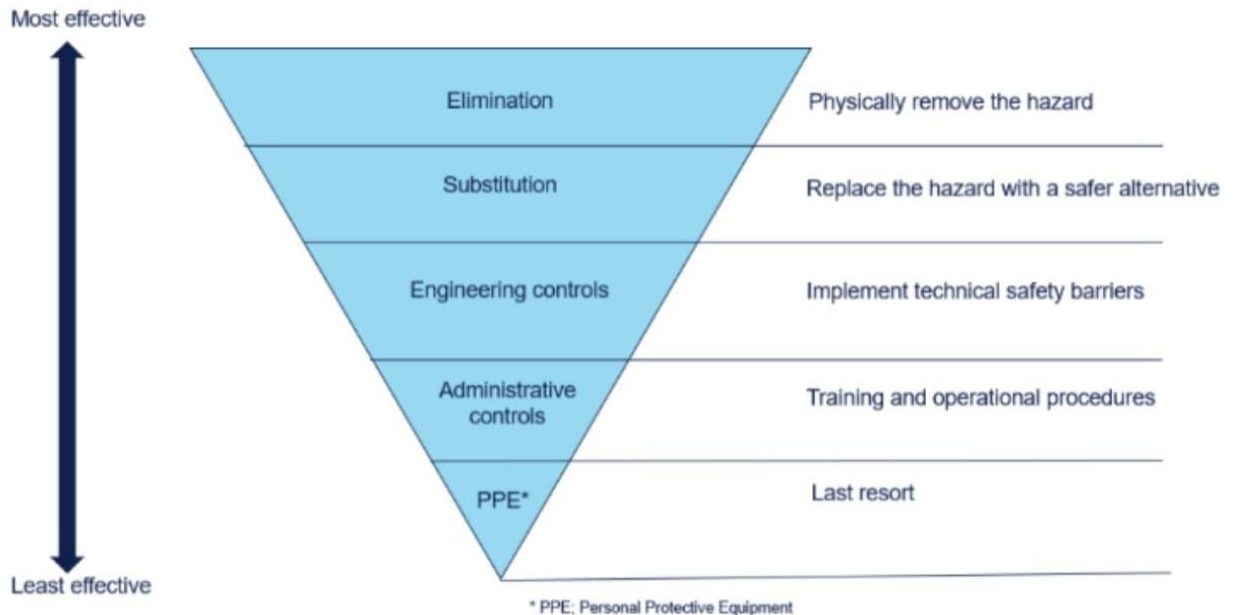 Most effective
Elimination
Physically remove the hazard
Substitution
Replace the hazard with a safer alternative
Engineering controls
Implement technical safety barriers
Administrative
controls
Training and operational procedures
PPE*
Last resort
Least effective
* PPE; Personal Protective Equipment